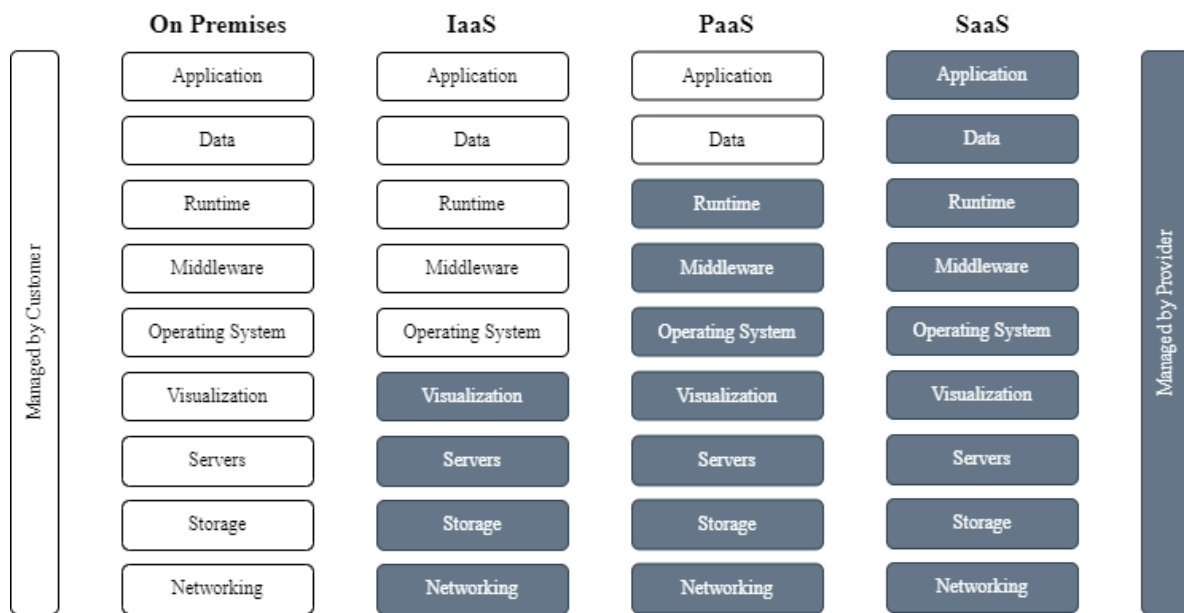 On Premises IaaS PaaS SaaS
Managed by Customer
Application Application Application Application
Data Data Data Data
Runtime Runtime Runtime Runtime
Middleware Middleware Middleware Middleware
Operating System Operating System Operating System Operating System
Visualization Visualization Visualization Visualization
Servers Servers Servers Servers
Storage Storage Storage Storage
Networking Networking Networking Networking
Managed by Provider